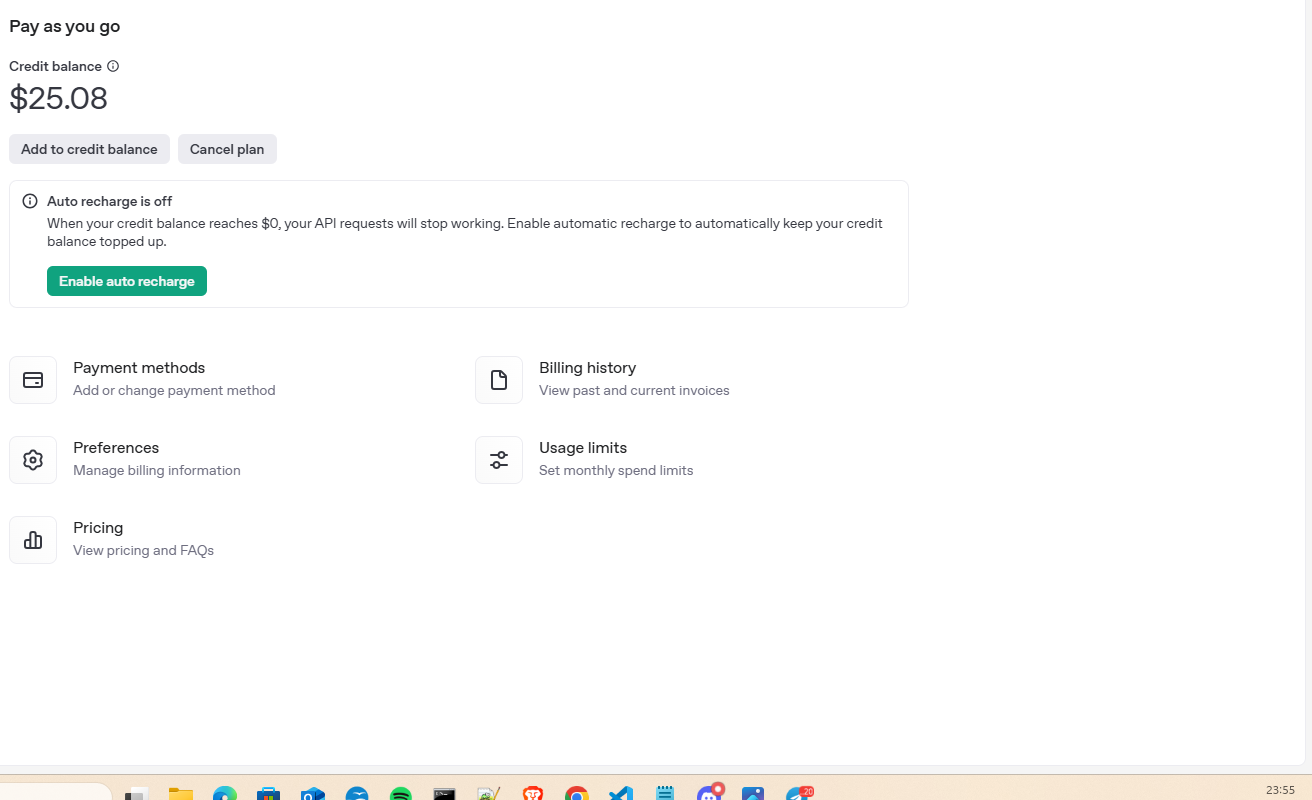 Pay as you go
Credit balance
$25.08
Add to credit balance
Cancel plan
Auto recharge is off
When your credit balance reaches $0, your API requests will stop working. Enable automatic recharge to automatically keep your credit
balance topped up.
Enable auto recharge
Payment methods
Add or change payment method
Billing history
View past and current invoices
Preferences
Manage billing information
Usage limits
Set monthly spend limits
Pricing
View pricing and FAQs
20
23:55